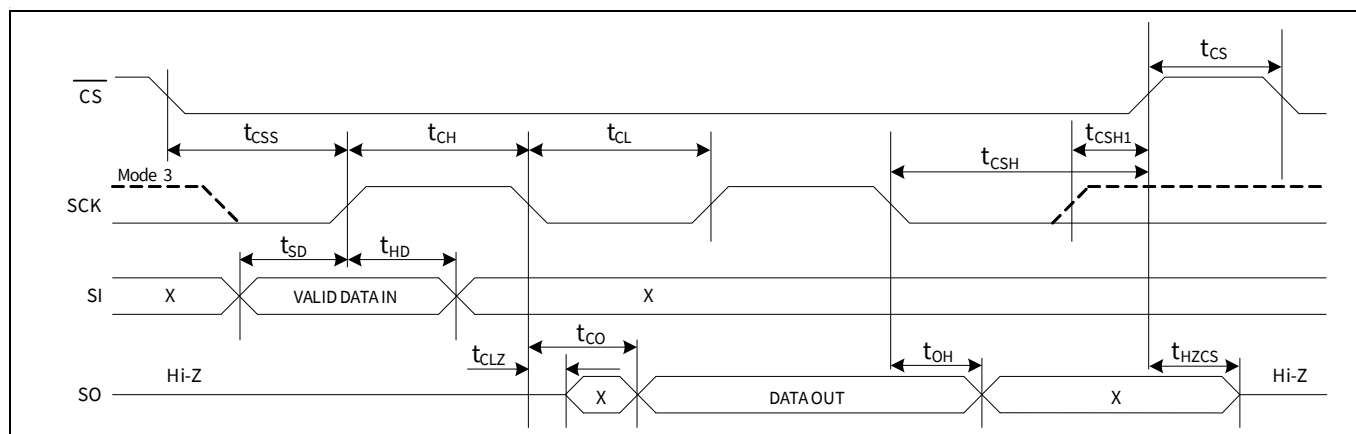 tCS
CS
tCSS
tCH
tCL
tCSH1
tCSH
Mode 3
SCK
tSD
tHD
SI
X
VALID DATA IN
X
tCLZ
tCO
tOH
tHZCS
Hi-Z
Hi-Z
SO
X
DATA OUT
X